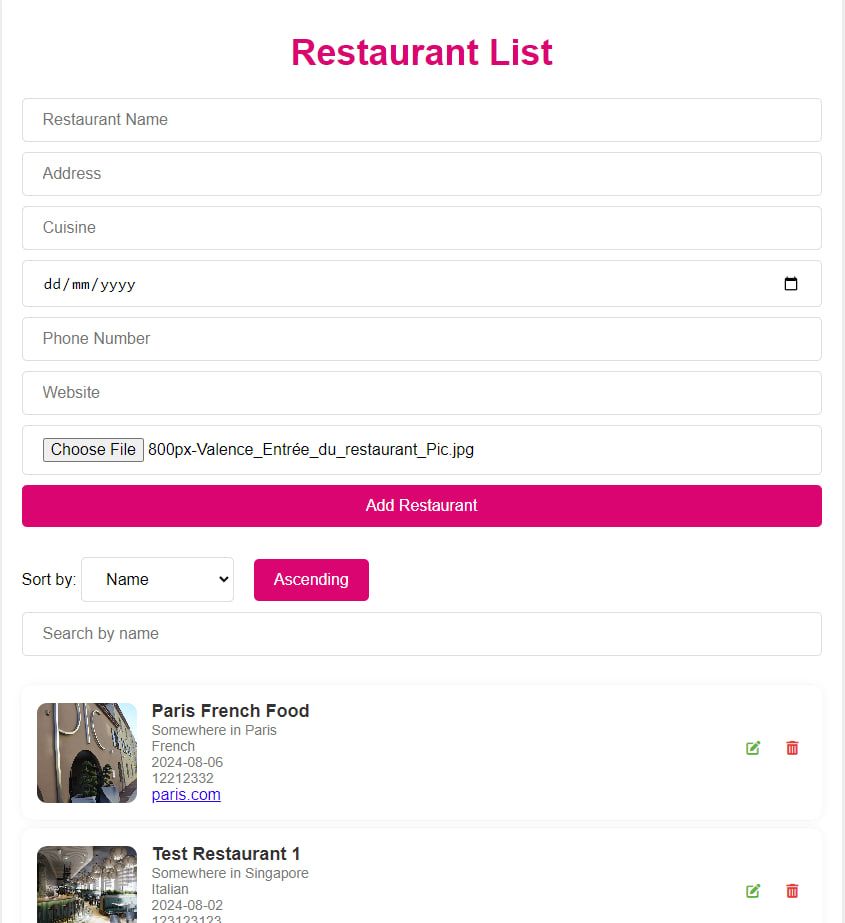 Restaurant List
Restaurant Name
Address
Cuisine
dd/mm/yyyy
Phone Number
Website
Choose File 800px-Valence_Entrée_du_restaurant_Pic.jpg
Add Restaurant
Sort by: Name Ascending
Search by name
Pic
Paris French Food
Somewhere in Paris
French
2024-08-06
12212332
paris.com
Test Restaurant 1
Somewhere in Singapore
Italian
2024-08-02
123123123